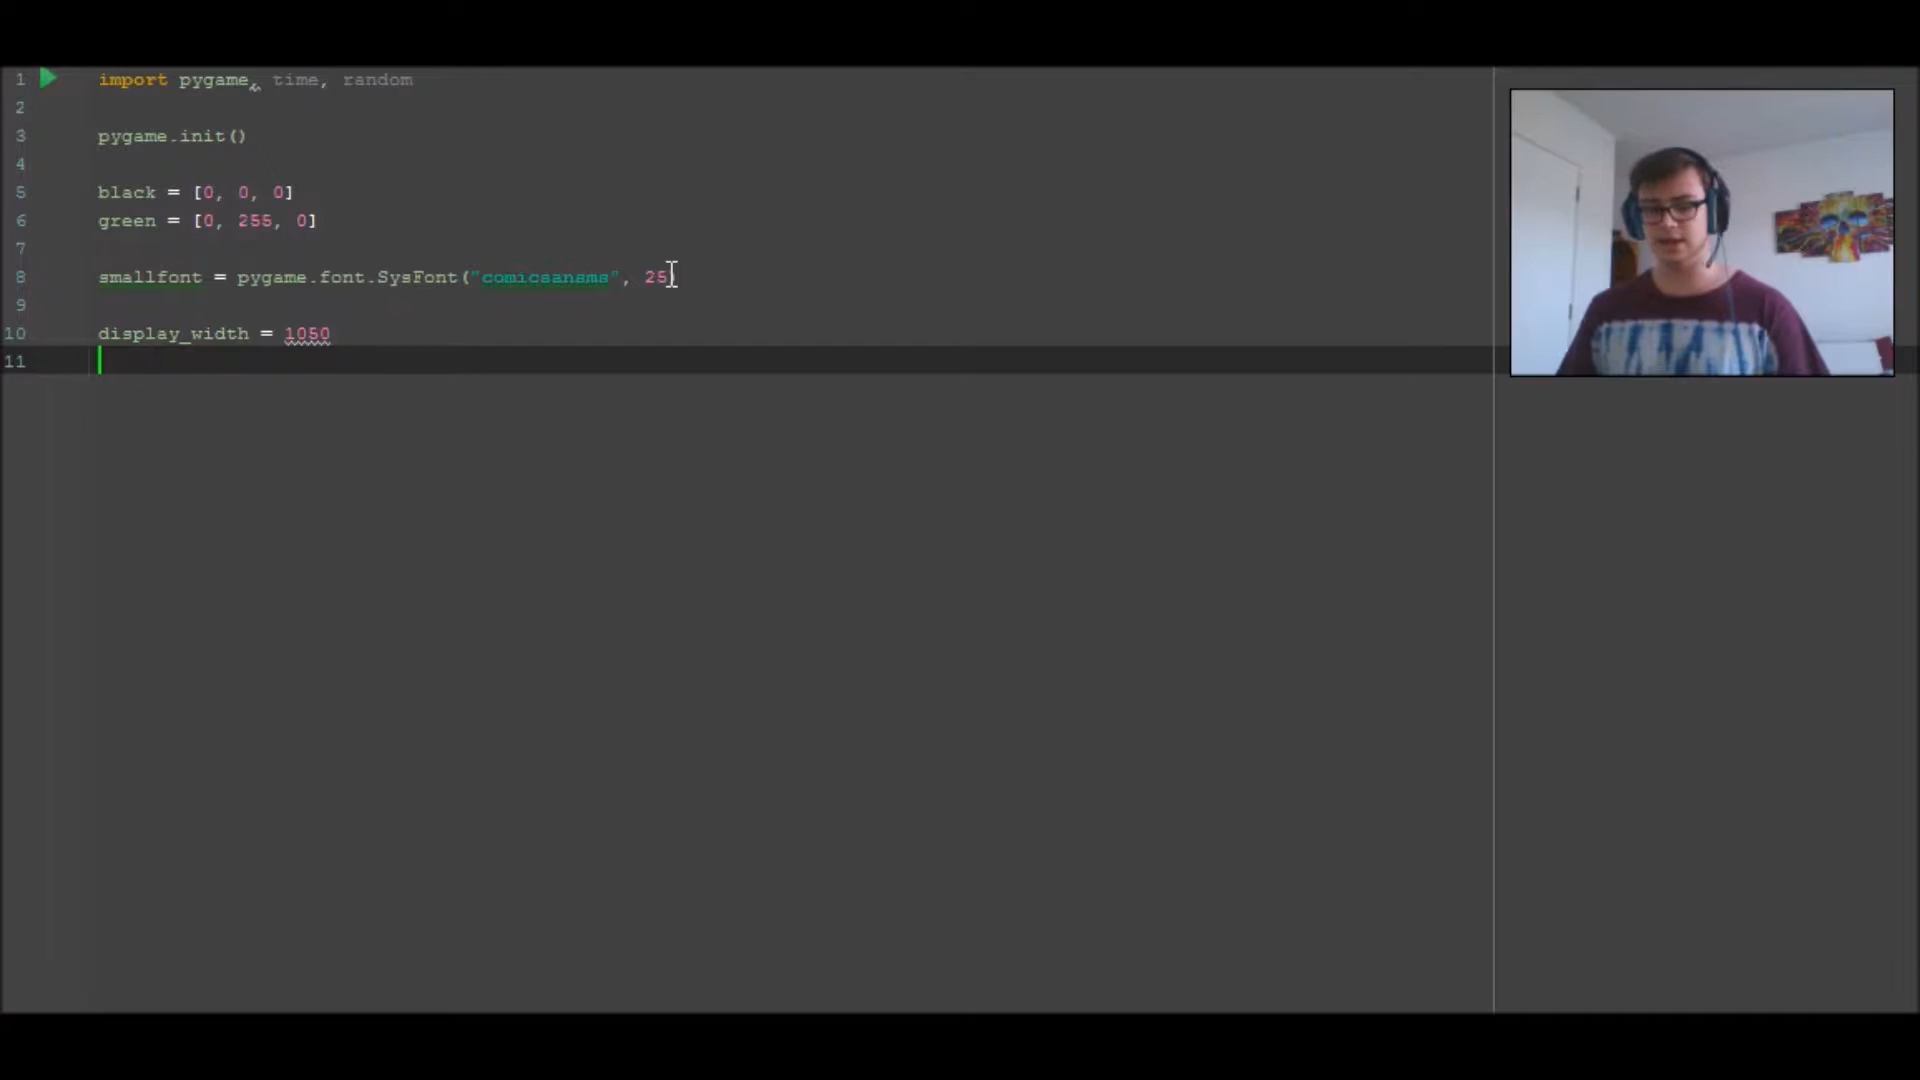 1 import pygame, time, random
2
3 pygame.init()
4
5 black = [0, 0, 0]
6 green = [0, 255, 0]
7
8 smallfont = pygame.font.SysFont("comicsansms", 25)
9
10 display_width = 1050
11